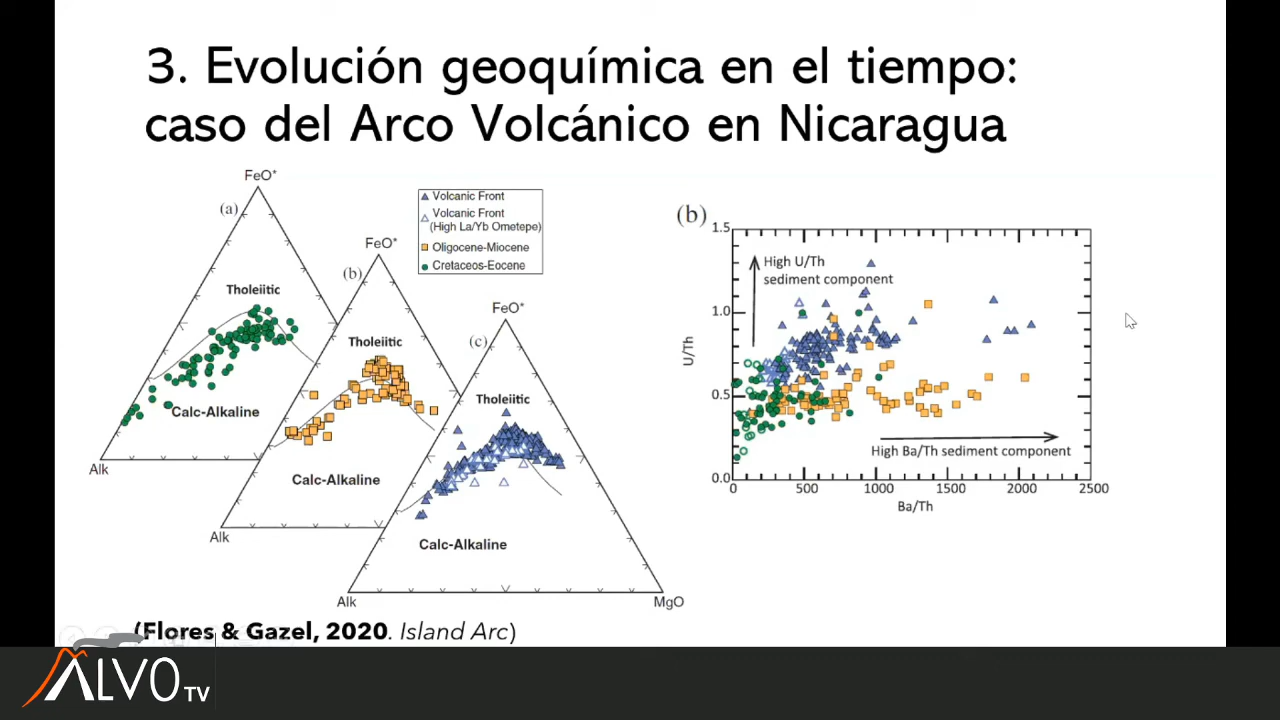 3. Evolución geoquímica en el tiempo:
caso del Arco Volcánico en Nicaragua
FeO*
(a)
Tholeiitic
Calc-Alkaline
Alk
FeO*
(b)
Tholeiitic
Calc-Alkaline
Alk
FeO*
(c)
Tholeiitic
Calc-Alkaline
Alk
MgO
Volcanic Front
Volcanic Front
(High La/Yb Ometepe)
Oligocene-Miocene
Cretaceos-Eocene
(b)
1.5
1.0
0.5
0.0
U/Th
High U/Th
sediment component
High Ba/Th sediment component
0
500
1000
1500
2000
2500
Ba/Th
(Flores & Gazel, 2020. Island Arc)
ALVO TV